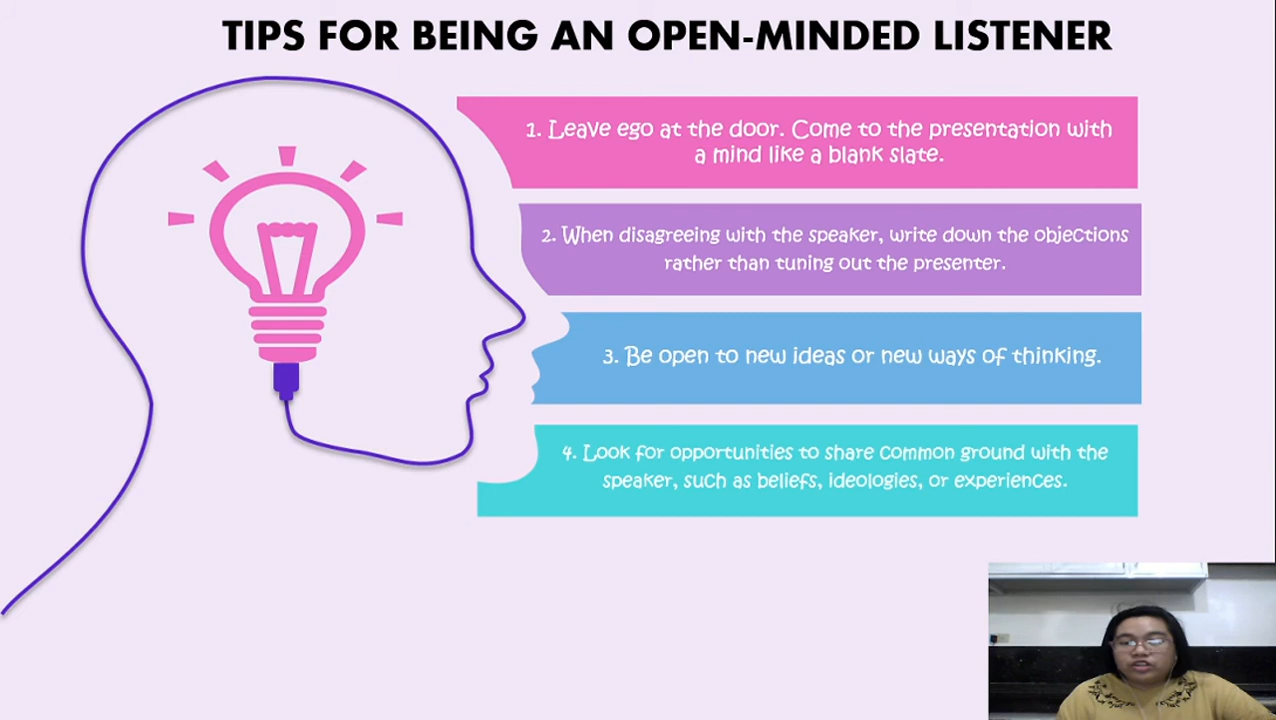 TIPS FOR BEING AN OPEN-MINDED LISTENER
1. Leave ego at the door. Come to the presentation with
a mind like a blank slate.
2. When disagreeing with the speaker, write down the objections
rather than tuning out the presenter.
3. Be open to new ideas or new ways of thinking.
4. Look for opportunities to share common ground with the
speaker, such as beliefs, ideologies, or experiences.